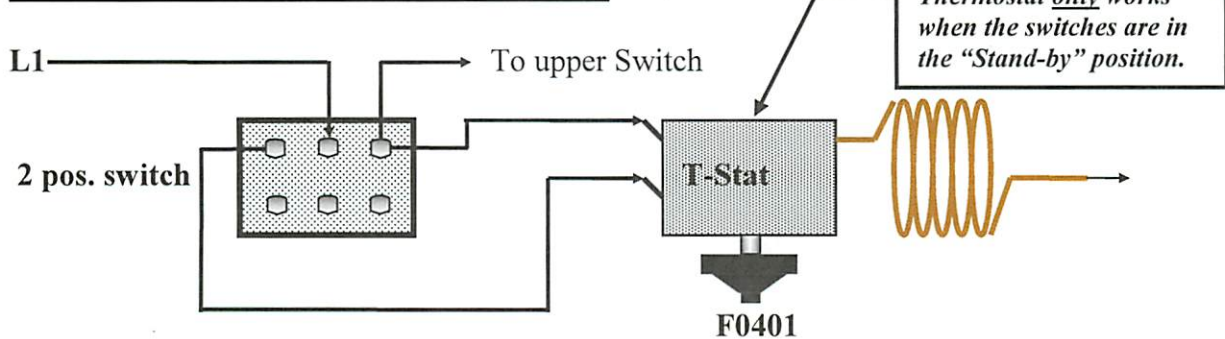 Thermostat only works
when the switches are in
the “Stand-by” position.
L1
To upper Switch
2 pos. switch
T-Stat
F0401